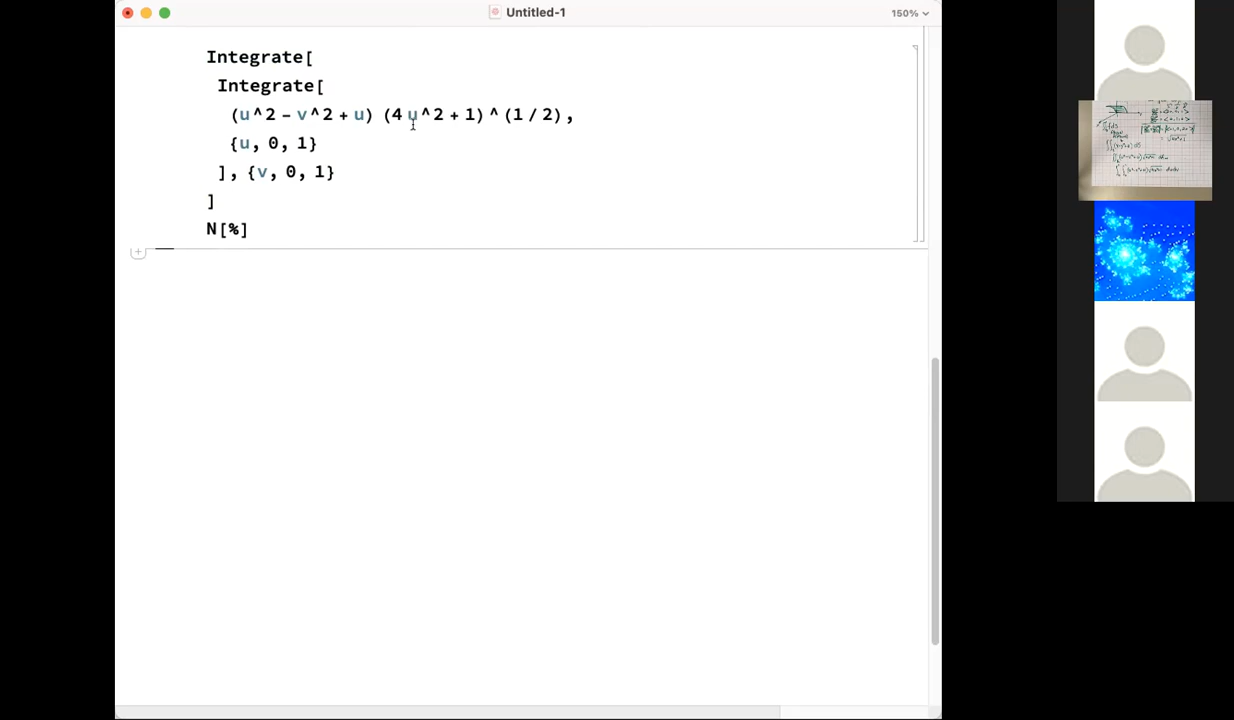 Untitled-1
150%
Integrate[
Integrate[
(u^2 - v^2 + u) (4 u^2 + 1)^(1 / 2),
{u, 0, 1}
], {v, 0, 1}
]
N[%]